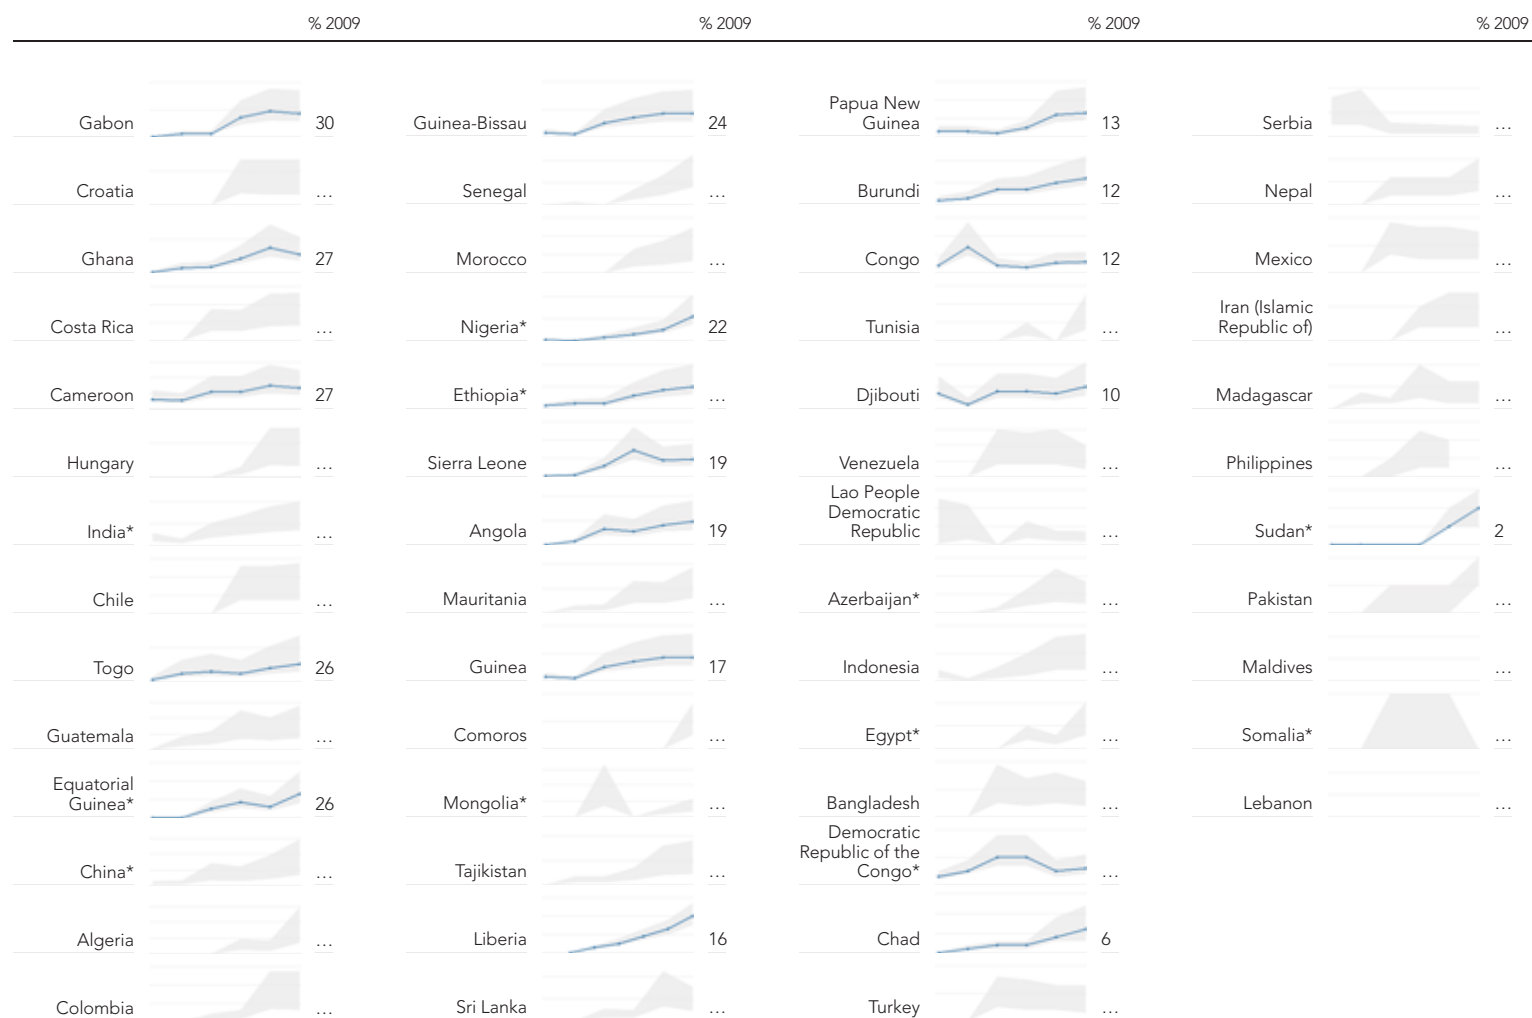 % 2009
% 2009
% 2009
% 2009
Gabon 30
Croatia ...
Ghana 27
Costa Rica ...
Cameroon 27
Hungary ...
India* ...
Chile ...
Togo 26
Guatemala ...
Equatorial
Guinea* 26
China* ...
Algeria ...
Colombia ...
Guinea-Bissau 24
Senegal ...
Morocco ...
Nigeria* 22
Ethiopia* ...
Sierra Leone 19
Angola 19
Mauritania ...
Guinea 17
Comoros ...
Mongolia* ...
Tajikistan ...
Liberia 16
Sri Lanka ...
Papua New
Guinea 13
Burundi 12
Congo 12
Tunisia ...
Djibouti 10
Venezuela ...
Lao People
Democratic
Republic ...
Azerbaijan* ...
Indonesia ...
Egypt* ...
Bangladesh ...
Democratic
Republic of the
Congo* ...
Chad 6
Turkey ...
Serbia ...
Nepal ...
Mexico ...
Iran (Islamic
Republic of) ...
Madagascar ...
Philippines ...
Sudan* 2
Pakistan ...
Maldives ...
Somalia* ...
Lebanon ...